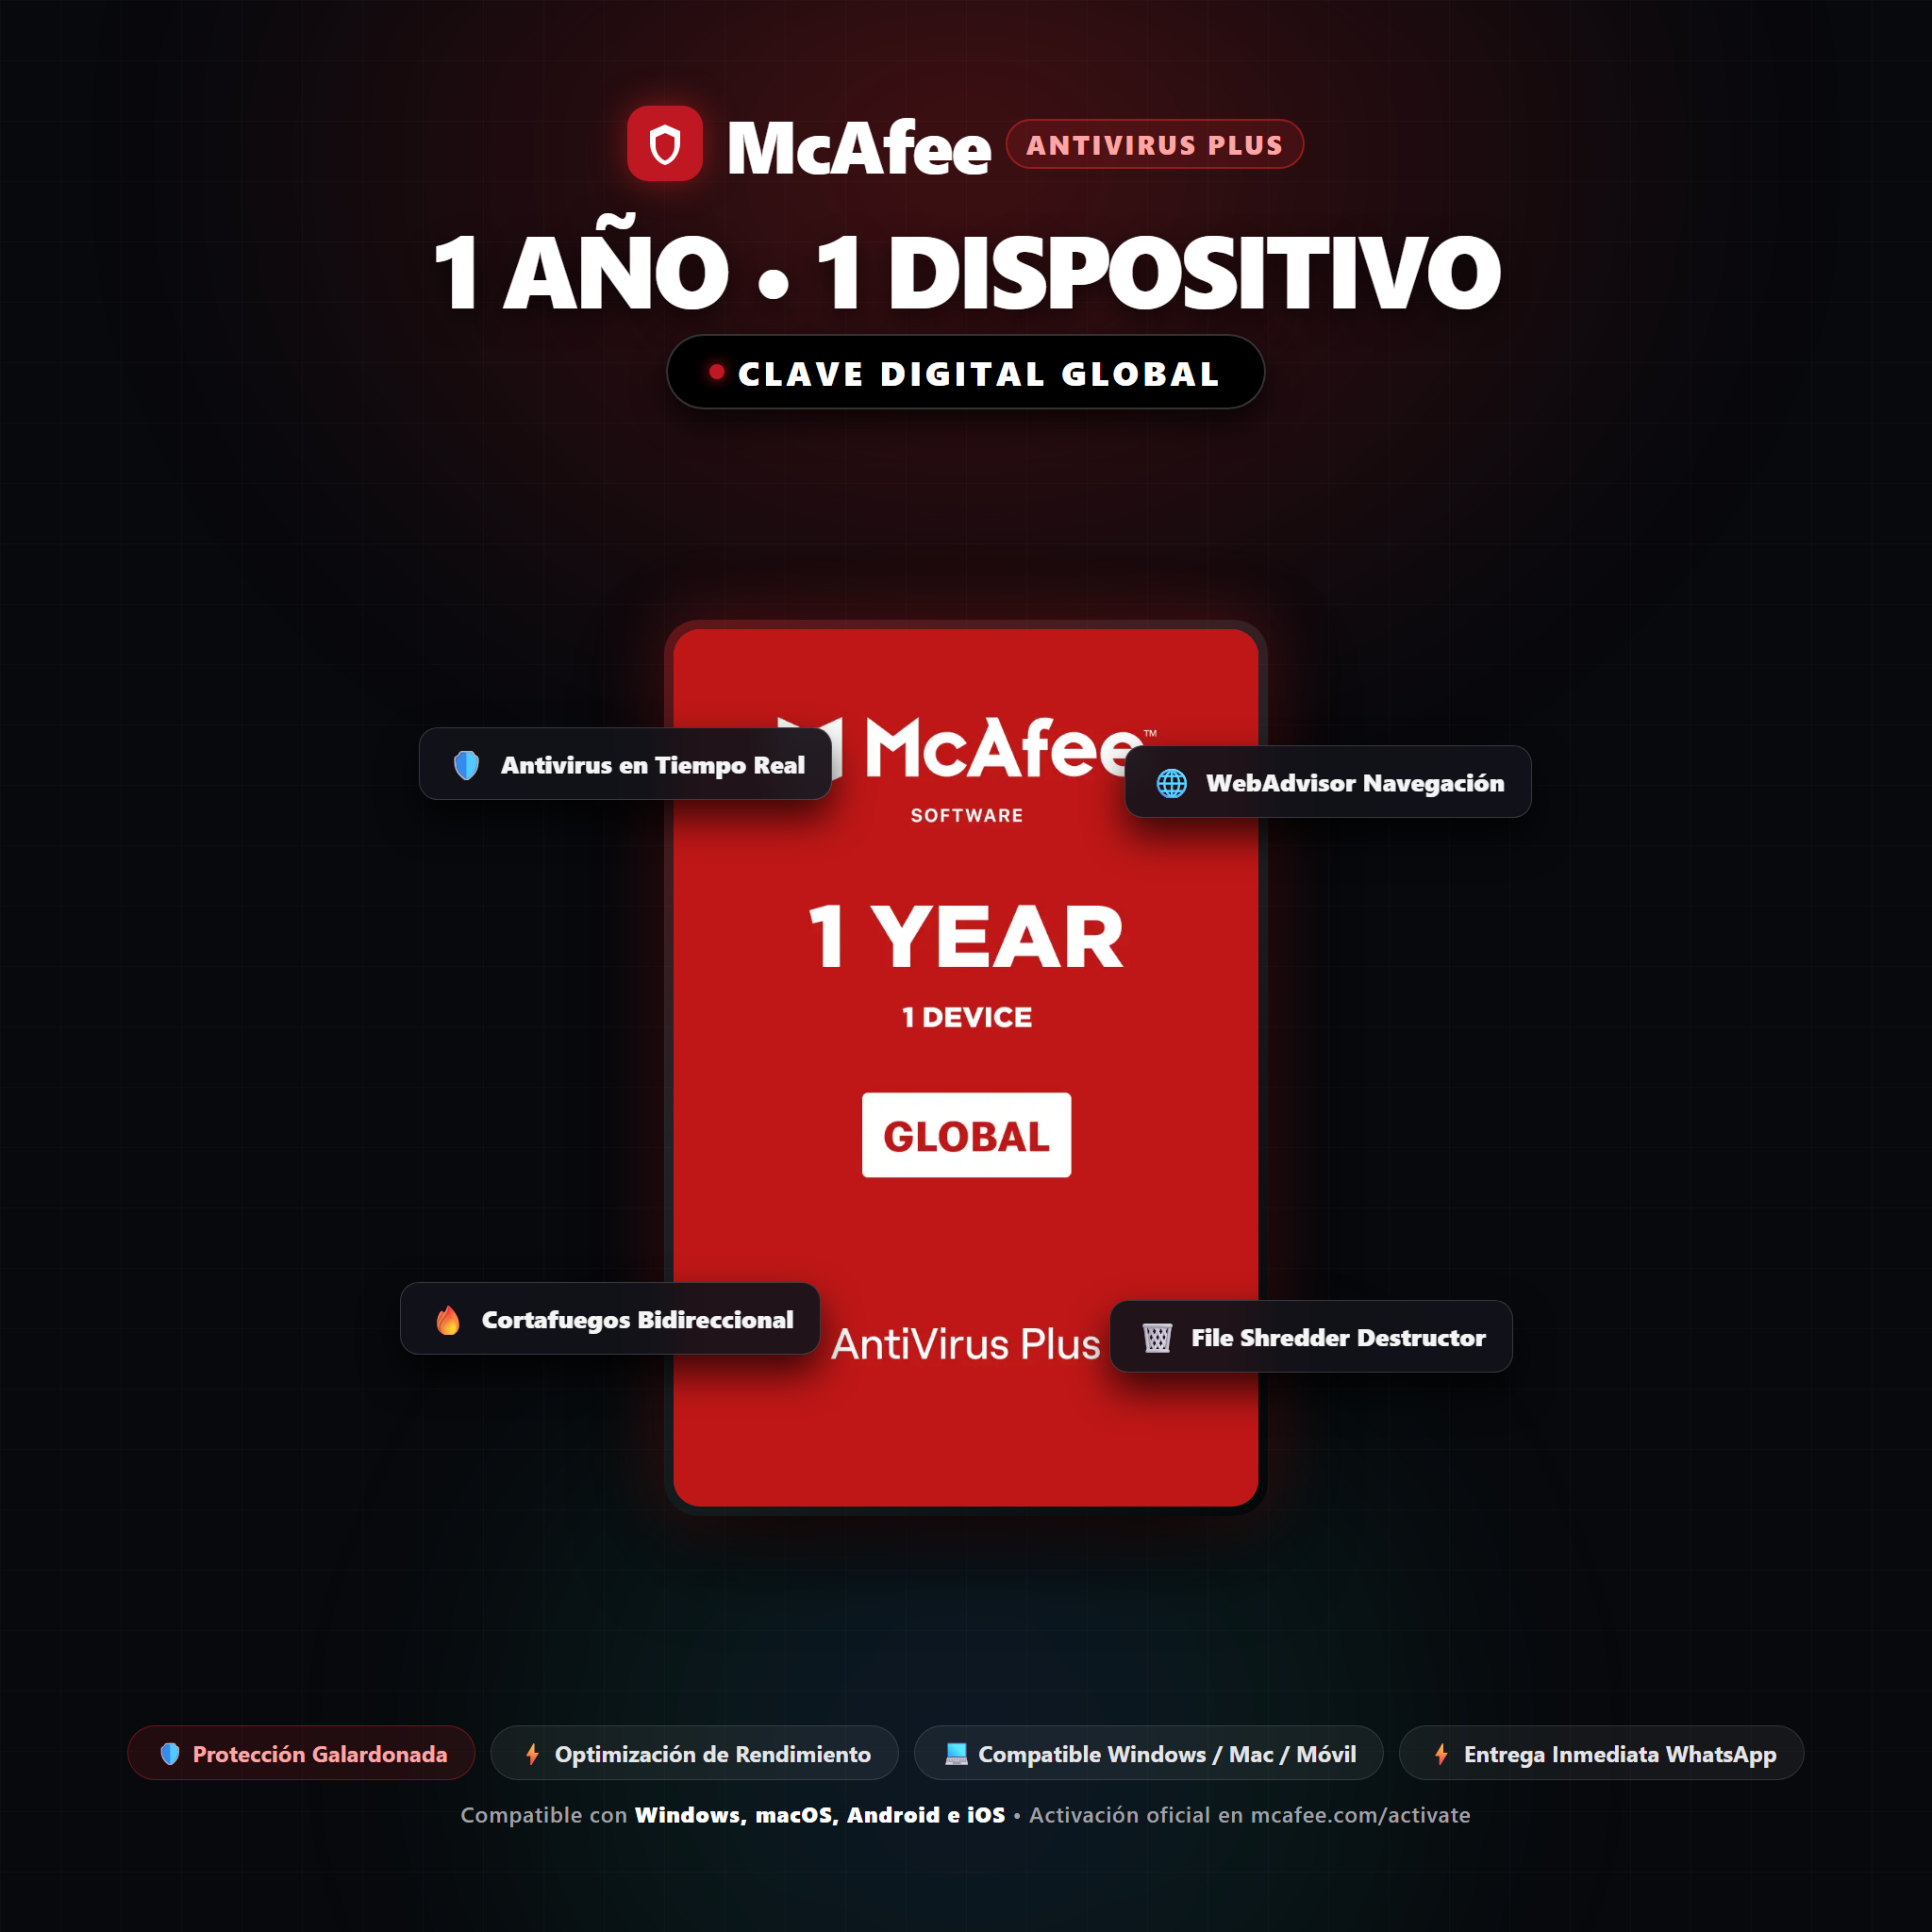 McAfee ANTIVIRUS PLUS
1 AÑO • 1 DISPOSITIVO
CLAVE DIGITAL GLOBAL
McAfee™
Antivirus en Tiempo Real
WebAdvisor Navegación
SOFTWARE
1 YEAR
1 DEVICE
GLOBAL
Cortafuegos Bidireccional
AntiVirus Plus
File Shredder Destructor
Protección Galardonada
Optimización de Rendimiento
Compatible Windows / Mac / Móvil
Entrega Inmediata WhatsApp
Compatible con Windows, macOS, Android e iOS • Activación oficial en mcafee.com/activate